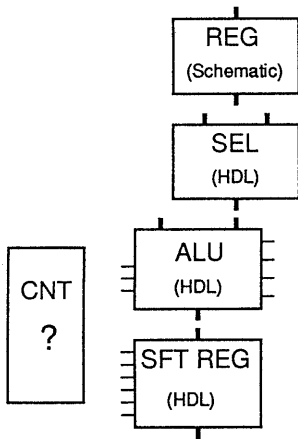 REG
(Schematic)
SEL
(HDL)
ALU
(HDL)
CNT
?
SFT REG
(HDL)